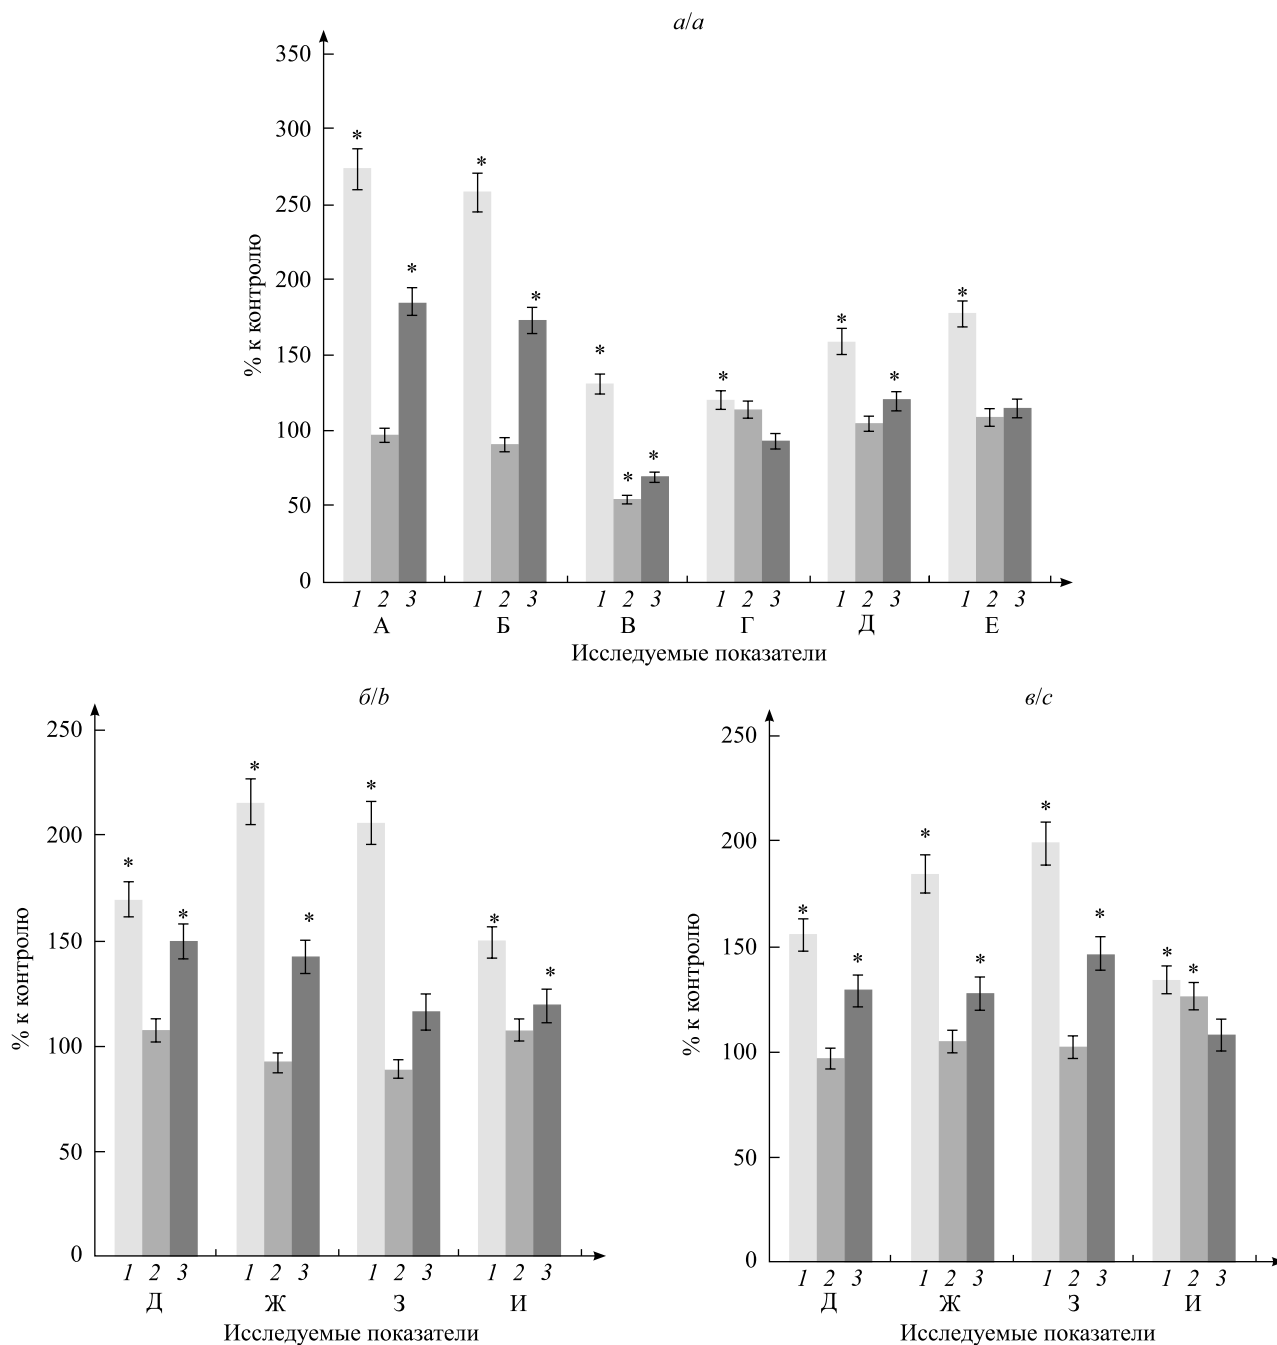 а/a
350
300
250
200
150
100
50
0
% к контролю
* * * * * * * * * * *
1 2 3 1 2 3 1 2 3 1 2 3 1 2 3 1 2 3
А Б В Г Д Е
Исследуемые показатели
б/b
250
200
150
100
50
0
% к контролю
* * * * * * *
1 2 3 1 2 3 1 2 3 1 2 3
Д Ж З И
Исследуемые показатели
в/c
250
200
150
100
50
0
% к контролю
* * * * * * * *
1 2 3 1 2 3 1 2 3 1 2 3
Д Ж З И
Исследуемые показатели